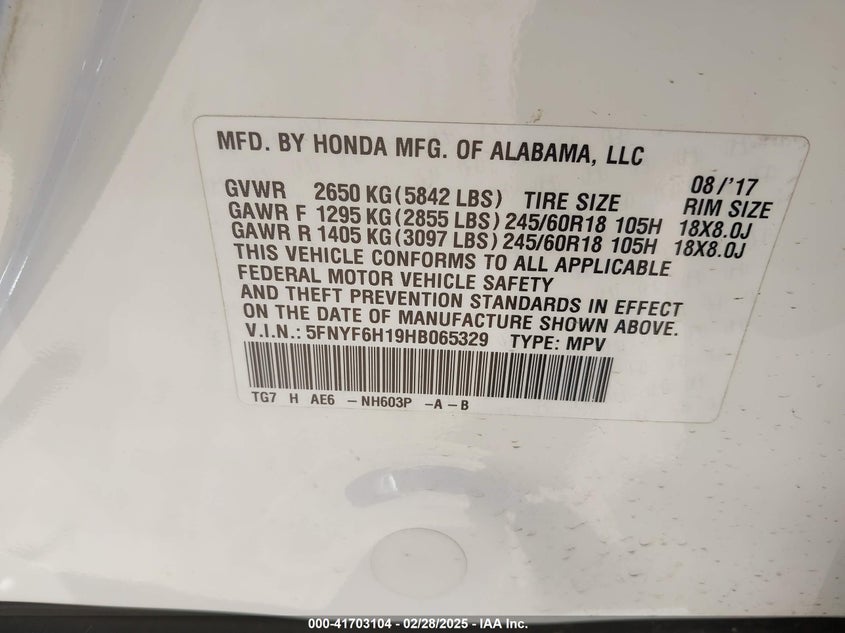 MFD. BY HONDA MFG. OF ALABAMA, LLC
08/'17
GVWR 2650 KG(5842 LBS) TIRE SIZE RIM SIZE
GAWR F 1295 KG(2855 LBS) 245/60R18 105H 18X8.0J
GAWR R 1405 KG(3097 LBS) 245/60R18 105H 18X8.0J
THIS VEHICLE CONFORMS TO ALL APPLICABLE
FEDERAL MOTOR VEHICLE SAFETY
AND THEFT PREVENTION STANDARDS IN EFFECT
ON THE DATE OF MANUFACTURE SHOWN ABOVE.
V.I.N.: 5FNYF6H19HB065329 TYPE: MPV
TG7 H AE6 -NH603P -A-B
000-41703104 - 02/28/2025 - IAA Inc.